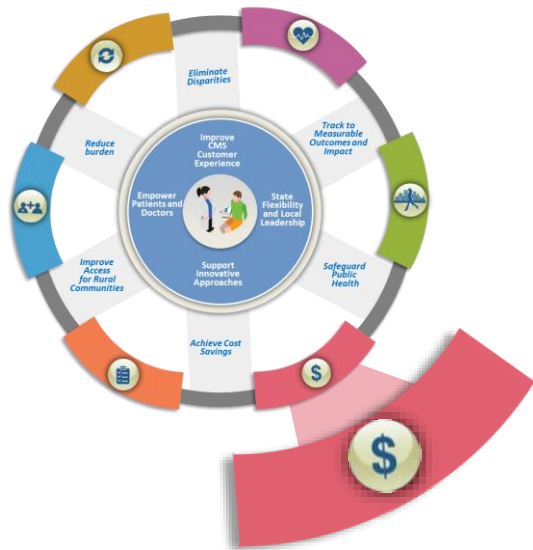 Eliminate
Disparities
Reduce
burden
Track to
Measurable
Outcomes and
Impact
Improve
CMS
Customer
Experience
Empower
Patients and
Doctors
State
Flexibility
and Local
Leadership
Support
Innovative
Approaches
Improve
Access
for Rural
Communities
Safeguard
Public
Health
Achieve Cost
Savings
$
$